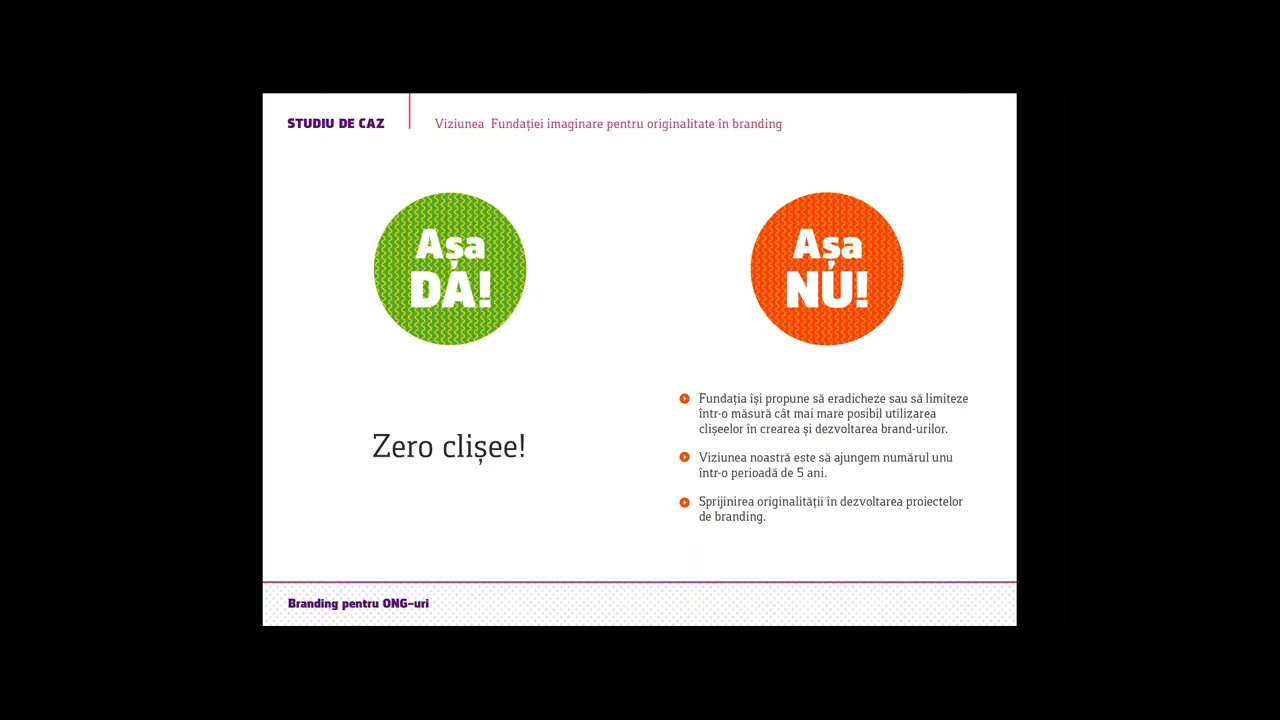 STUDIU DE CAZ
Viziunea Fundației imaginare pentru originalitate în branding
Așa
DA!
Așa
NU!
Zero clișee!
Fundația își propune să eradicheze sau să limiteze
într-o măsură cât mai mare posibil utilizarea
clișeelor în crearea și dezvoltarea brand-urilor.
Viziunea noastră este să ajungem numărul unu
într-o perioadă de 5 ani.
Sprijinirea originalității în dezvoltarea proiectelor
de branding.
Branding pentru ONG-uri